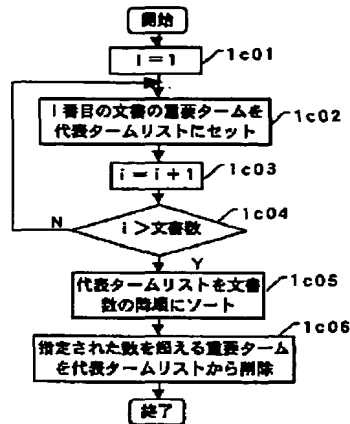 開始
i=1
1c01
i番目の文書の重要タームを
代表タームリストにセット
1c02
i=i+1
1c03
i>文書数
1c04
N
Y
代表タームリストを文書
数の降順にソート
1c05
指定された数を超える重要ターム
を代表タームリストから削除
1c06
終了